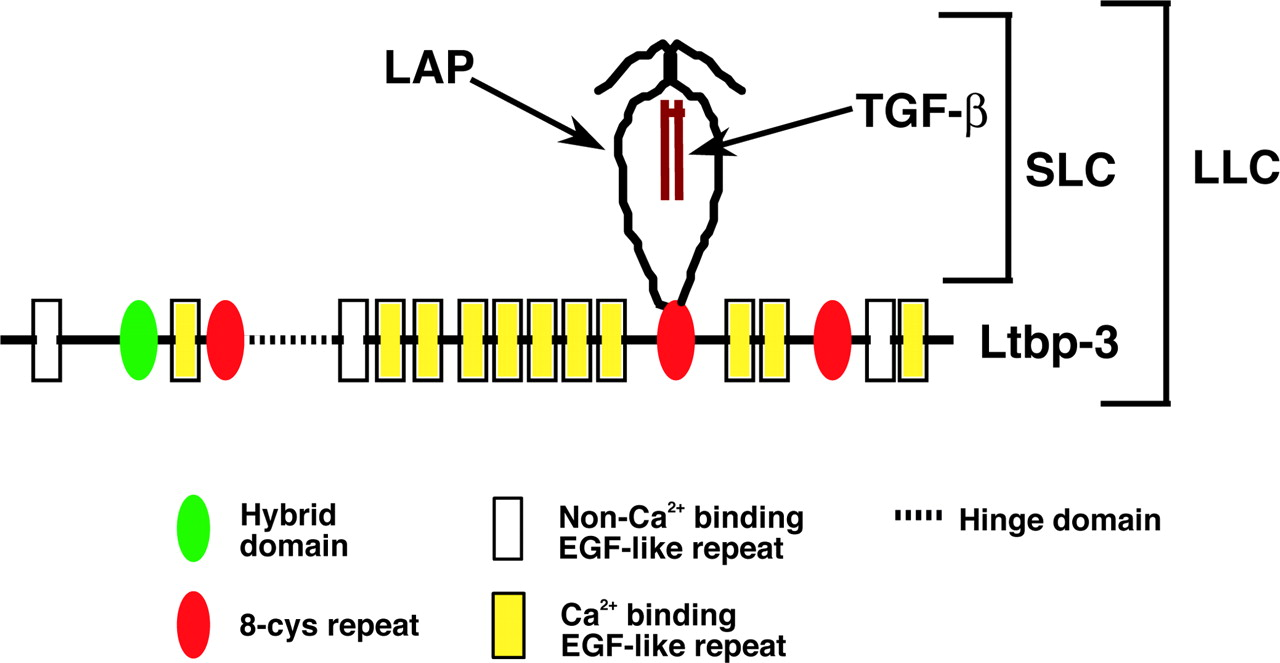 LAP
TGF-β
SLC
LLC
Ltbp-3
Hybrid
domain
Non-Ca²⁺ binding
EGF-like repeat
Hinge domain
8-cys repeat
Ca²⁺ binding
EGF-like repeat